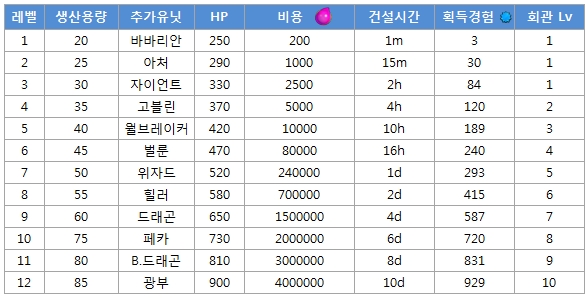 레벨 생산용량 추가유닛 HP 비용 건설시간 획득경험 회관 Lv
1 20 바바리안 250 200 1m 3 1
2 25 아처 290 1000 15m 30 1
3 30 자이언트 330 2500 2h 84 1
4 35 고블린 370 5000 4h 120 2
5 40 월브레이커 420 10000 10h 189 3
6 45 벌룬 470 80000 16h 240 4
7 50 위자드 520 240000 1d 293 5
8 55 힐러 580 700000 2d 415 6
9 60 드래곤 650 1500000 4d 587 7
10 75 페카 730 2000000 6d 720 8
11 80 B.드래곤 810 3000000 8d 831 9
12 85 광부 900 4000000 10d 929 10